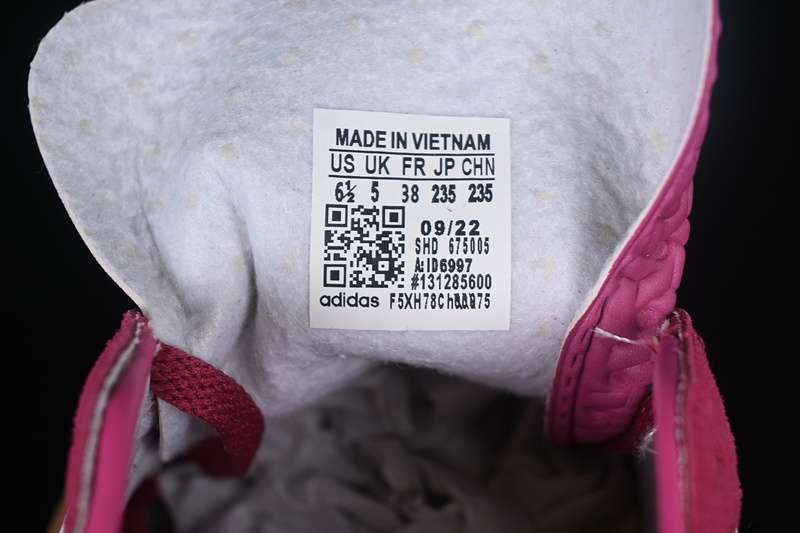 MADE IN VIETNAM
US UK FR JP CHN
6½ 5 38 235 235
09/22
SHD 675005
A:ID6997
#131285600
adidas